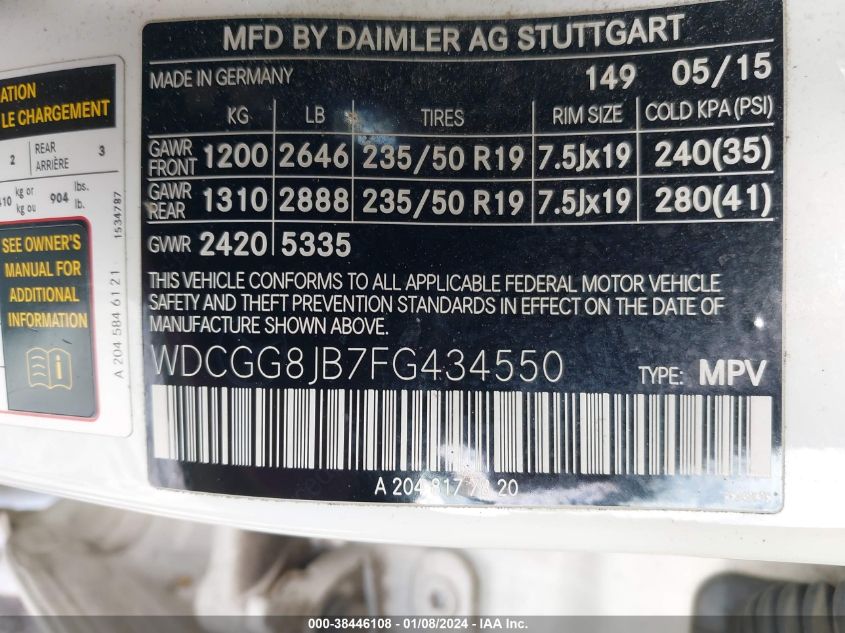 MFD BY DAIMLER AG STUTTGART
MADE IN GERMANY 149 05/15
KG LB TIRES RIM SIZE COLD KPA (PSI)
GAWR FRONT 1200 2646 235/50 R19 7.5Jx19 240(35)
GAWR REAR 1310 2888 235/50 R19 7.5Jx19 280(41)
GVWR 2420 5335
THIS VEHICLE CONFORMS TO ALL APPLICABLE FEDERAL MOTOR VEHICLE
SAFETY AND THEFT PREVENTION STANDARDS IN EFFECT ON THE DATE OF
MANUFACTURE SHOWN ABOVE.
WDCGG8JB7FG434550 TYPE: MPV
A 204 817 20
ATION
LE CHARGEMENT
2 REAR ARRIÈRE 3
410 kg or kg ou 904 lbs. lb.
SEE OWNER'S
MANUAL FOR
ADDITIONAL
INFORMATION
A 204 584 61 21
1534787
000-38446108 - 01/08/2024 - IAA Inc.